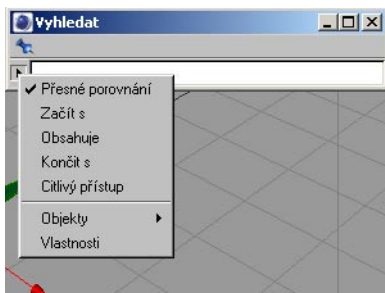 Vyhledat
Přesné porovnání
Začít s
Obsahuje
Končit s
Citlivý přístup
Objekty
Vlastnosti